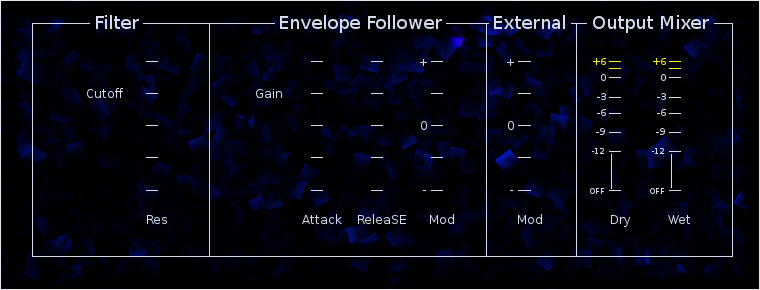 Filter Envelope Follower External Output Mixer
+ + +6 +6
0 0
Cutoff Gain
-3 -3
-6 -6
0 0
-9 -9
-12 -12
- - OFF OFF
Res Attack ReleaSE Mod Mod Dry Wet